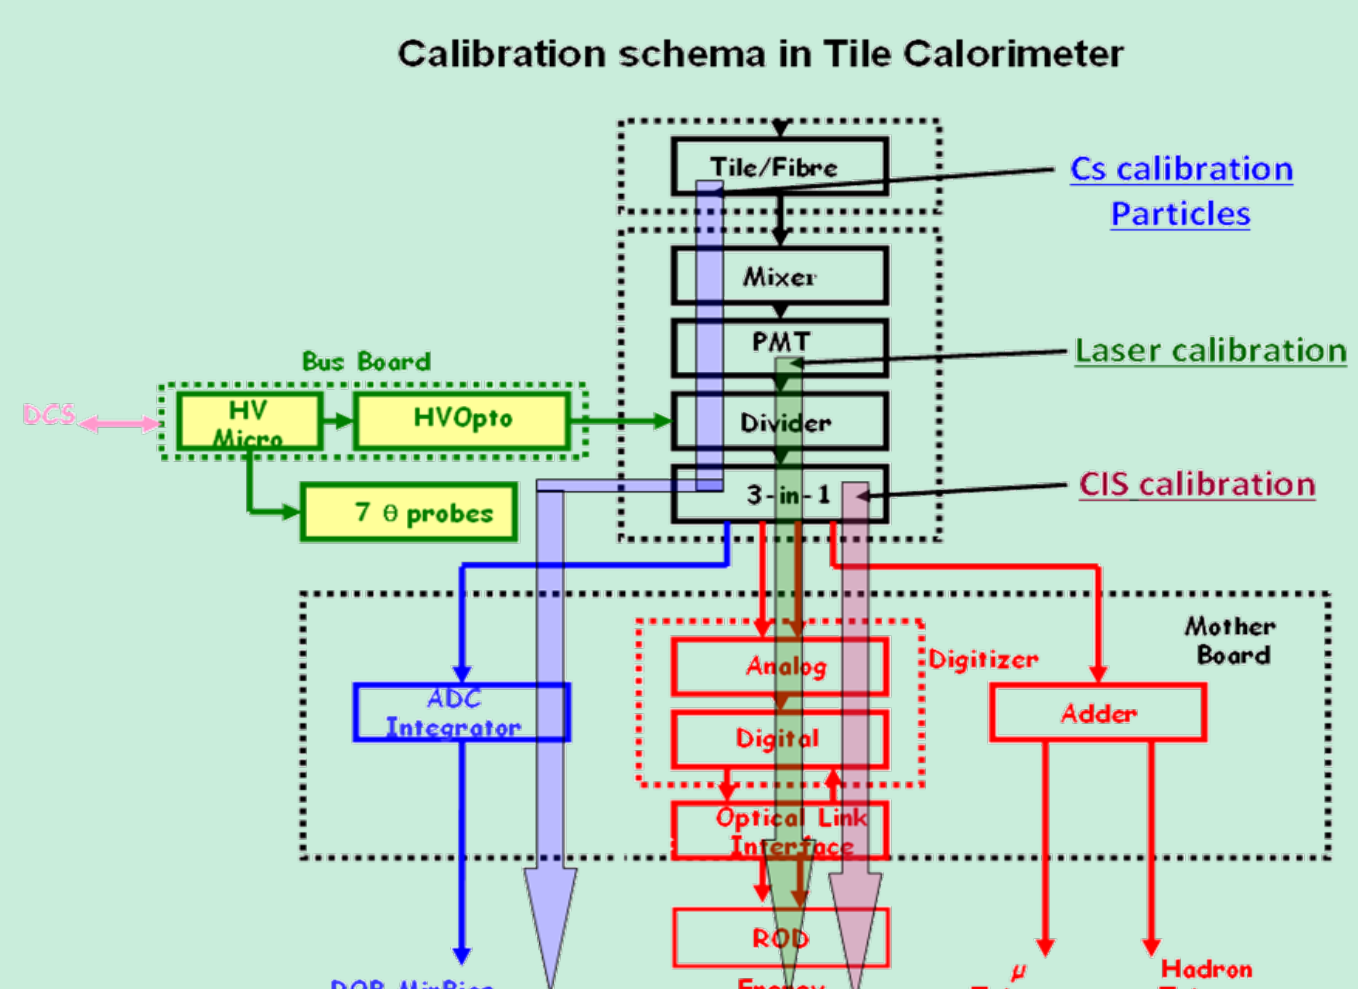 Calibration schema in Tile Calorimeter
Tile/Fibre
Cs calibration
Particles
Mixer
PMT
Laser calibration
Bus Board
DCS
HV
Micro
HVOpto
Divider
3-in-1
CIS calibration
7 θ probes
Mother
Board
Analog
Digitizer
ADC
Integrator
Adder
Digital
Optical Link
Interface
ROD
μ
Hadron
Energy